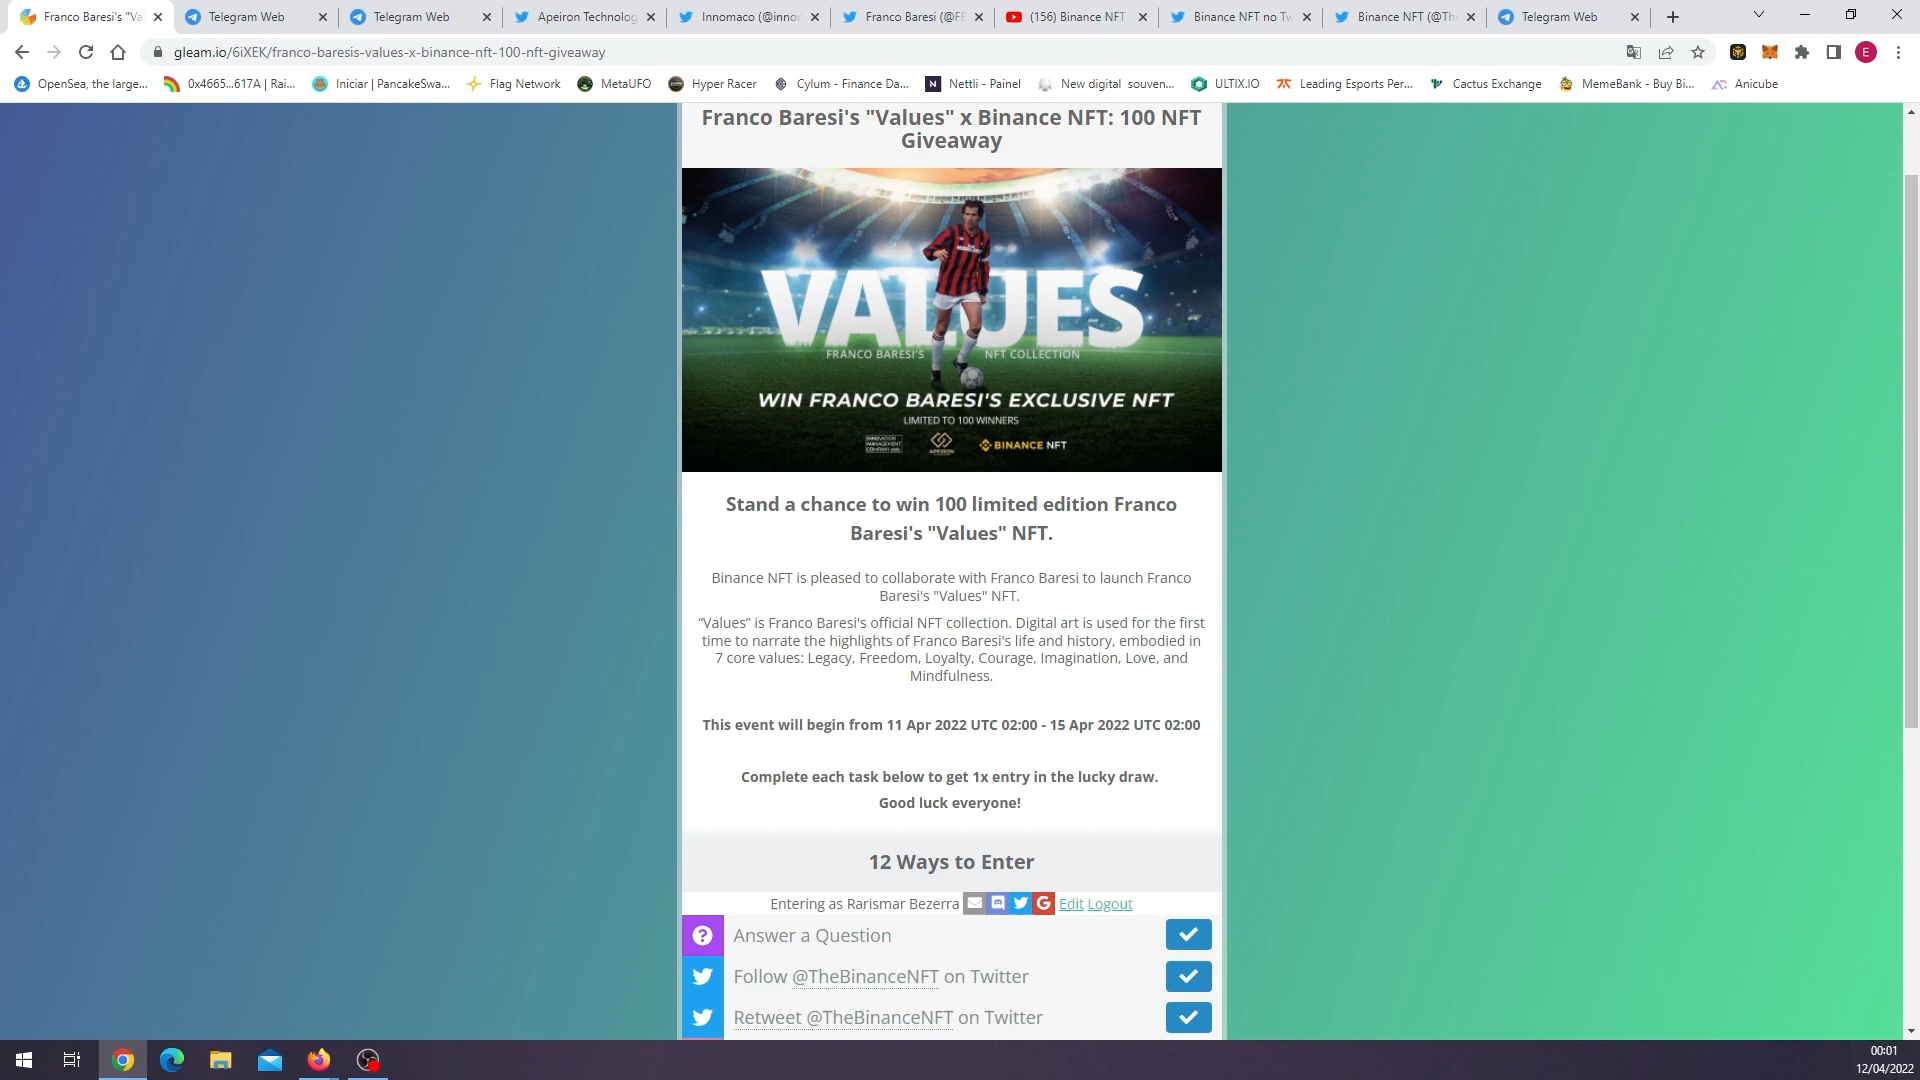 Franco Baresi's "Va
Telegram Web
Telegram Web
Apeiron Technolog
Innomaco (@inno
Franco Baresi (@FB
(156) Binance NFT
Binance NFT no Tw
Binance NFT (@Th
Telegram Web
gleam.io/6iXEK/franco-baresis-values-x-binance-nft-100-nft-giveaway
E
OpenSea, the large...
0x4665...617A | Rai...
Iniciar | PancakeSwa...
Flag Network
MetaUFO
Hyper Racer
Cylum - Finance Da...
Nettli - Painel
New digital souven...
ULTIX.IO
Leading Esports Per...
Cactus Exchange
MemeBank - Buy Bi...
Anicube
Franco Baresi's "Values" x Binance NFT: 100 NFT
Giveaway
VALUES
FRANCO BARESI'S NFT COLLECTION
WIN FRANCO BARESI'S EXCLUSIVE NFT
LIMITED TO 100 WINNERS
INNOVATION
MANAGEMENT
APEIRON
BINANCE NFT
Stand a chance to win 100 limited edition Franco
Baresi's "Values" NFT.
Binance NFT is pleased to collaborate with Franco Baresi to launch Franco
Baresi's "Values" NFT.
“Values” is Franco Baresi's official NFT collection. Digital art is used for the first
time to narrate the highlights of Franco Baresi's life and history, embodied in
7 core values: Legacy, Freedom, Loyalty, Courage, Imagination, Love, and
Mindfulness.
This event will begin from 11 Apr 2022 UTC 02:00 - 15 Apr 2022 UTC 02:00
Complete each task below to get 1x entry in the lucky draw.
Good luck everyone!
12 Ways to Enter
Entering as Rarismar Bezerra Edit Logout
Answer a Question
Follow @TheBinanceNFT on Twitter
Retweet @TheBinanceNFT on Twitter
00:01
12/04/2022